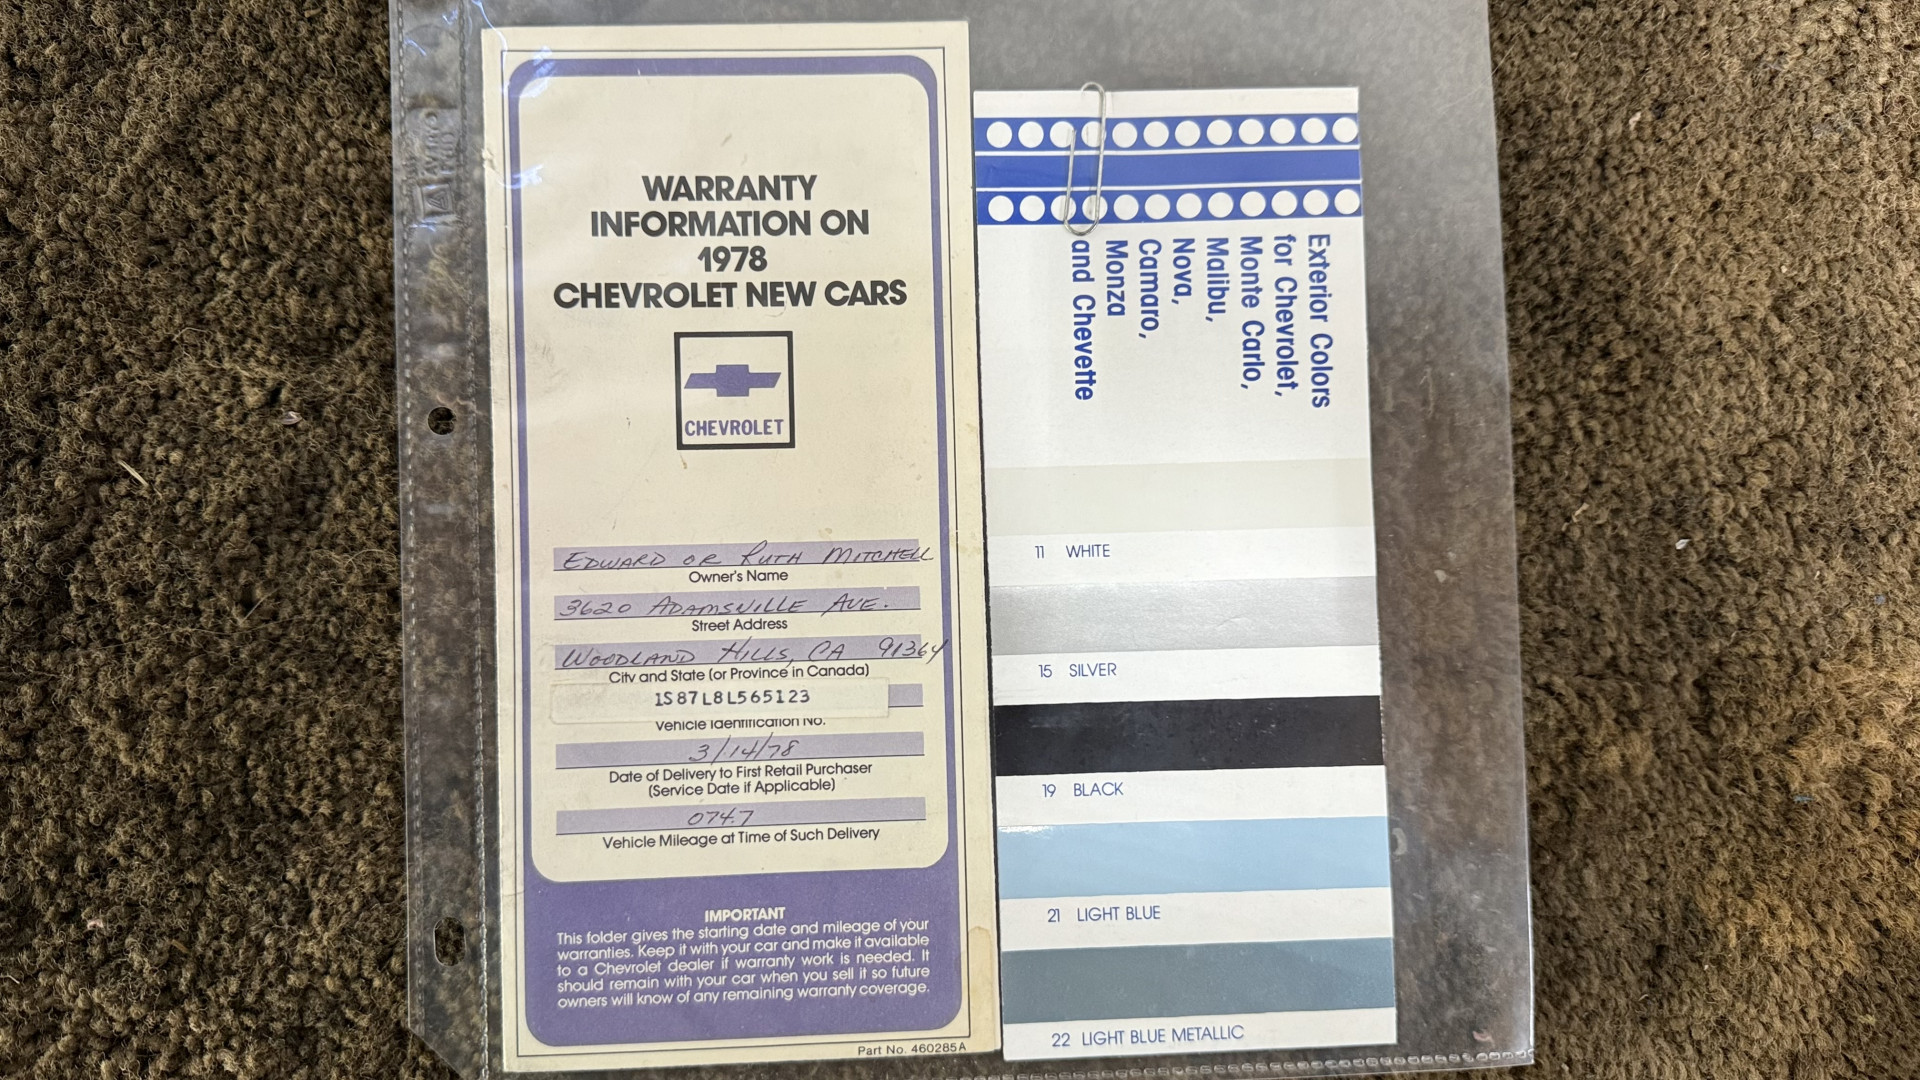 WARRANTY
INFORMATION ON
1978
CHEVROLET NEW CARS
CHEVROLET
EDWARD OR RUTH MITCHELL
Owner's Name
3620 ADAMSVILLE AVE.
Street Address
WOODLAND HILLS, CA 91364
City and State (or Province in Canada)
1S87L8L565123
Vehicle Identification No.
3/14/78
Date of Delivery to First Retail Purchaser
(Service Date if Applicable)
074.7
Vehicle Mileage at Time of Such Delivery
IMPORTANT
This folder gives the starting date and mileage of your
warranties. Keep it with your car and make it available
to a Chevrolet dealer if warranty work is needed. It
should remain with your car when you sell it so future
owners will know of any remaining warranty coverage.
Part No. 460285A
Exterior Colors
for Chevrolet,
Monte Carlo,
Malibu,
Nova,
Camaro,
Monza
and Chevette
11 WHITE
15 SILVER
19 BLACK
21 LIGHT BLUE
22 LIGHT BLUE METALLIC